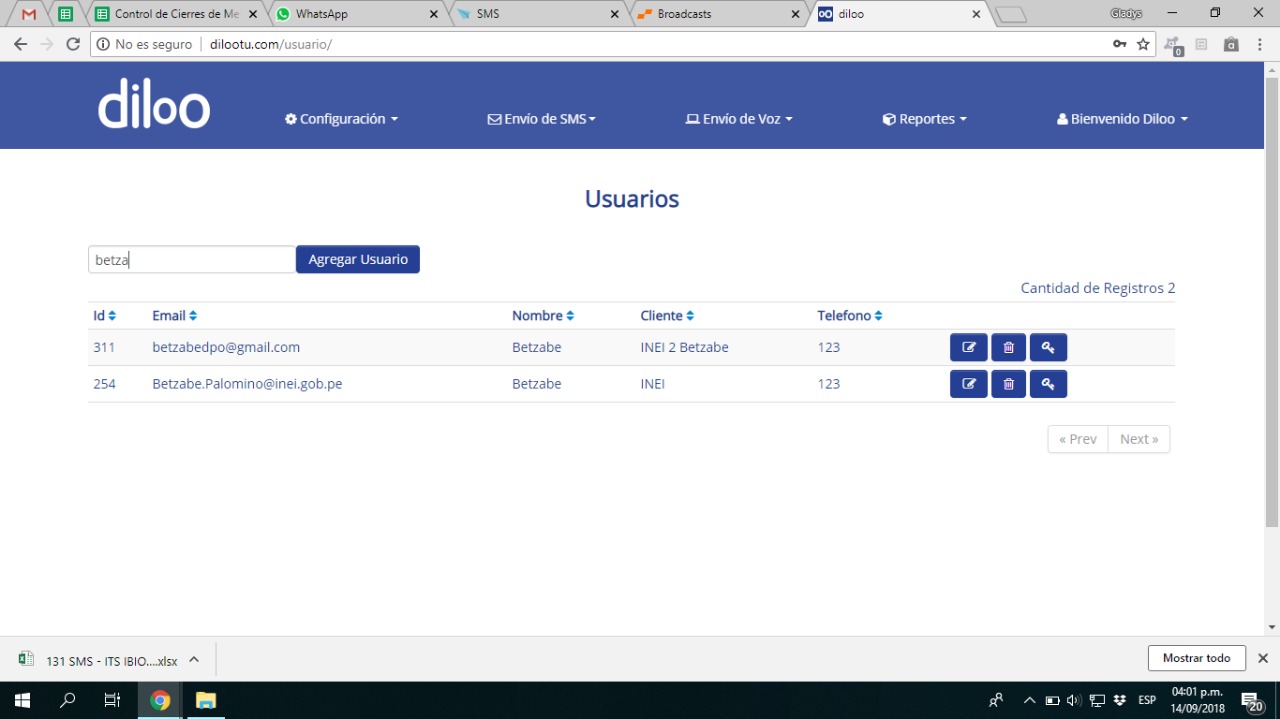 Control de Cierres de Me
WhatsApp
SMS
Broadcasts
diloo
Gladys
No es seguro | dilootu.com/usuario/
0
diloo
Configuración
Envío de SMS
Envío de Voz
Reportes
Bienvenido Diloo
Usuarios
betza
Agregar Usuario
Cantidad de Registros 2
Id Email Nombre Cliente Telefono
311 betzabedpo@gmail.com Betzabe INEI 2 Betzabe 123
254 Betzabe.Palomino@inei.gob.pe Betzabe INEI 123
« Prev Next »
131 SMS - ITS IBIO....xlsx
Mostrar todo
ESP
04:01 p.m.
14/09/2018
20